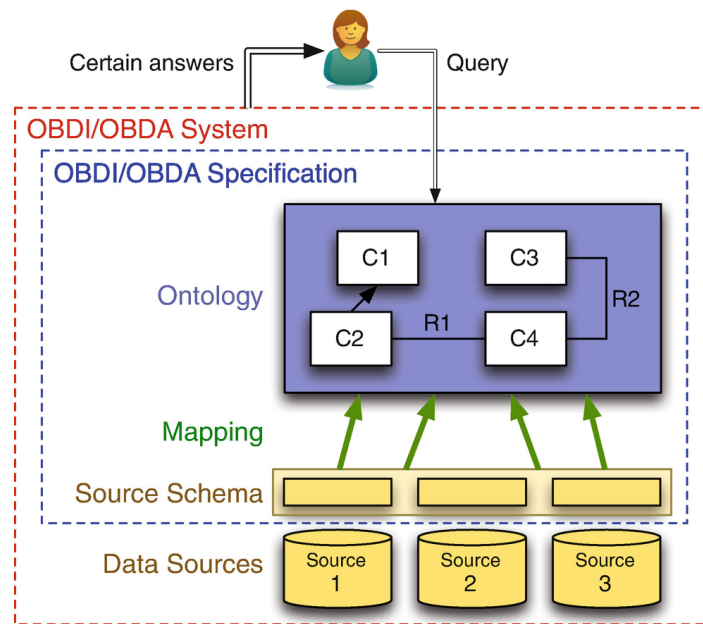 Certain answers
Query
OBDI/OBDA System
OBDI/OBDA Specification
Ontology
C1
C3
C2
R1
C4
R2
Mapping
Source Schema
Data Sources
Source
1
Source
2
Source
3